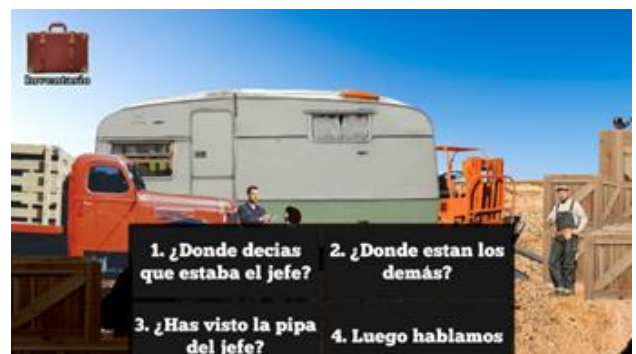 Inventario
1. ¿Donde decias
que estaba el jefe?
2. ¿Donde estan los
demás?
3. ¿Has visto la pipa
del jefe?
4. Luego hablamos